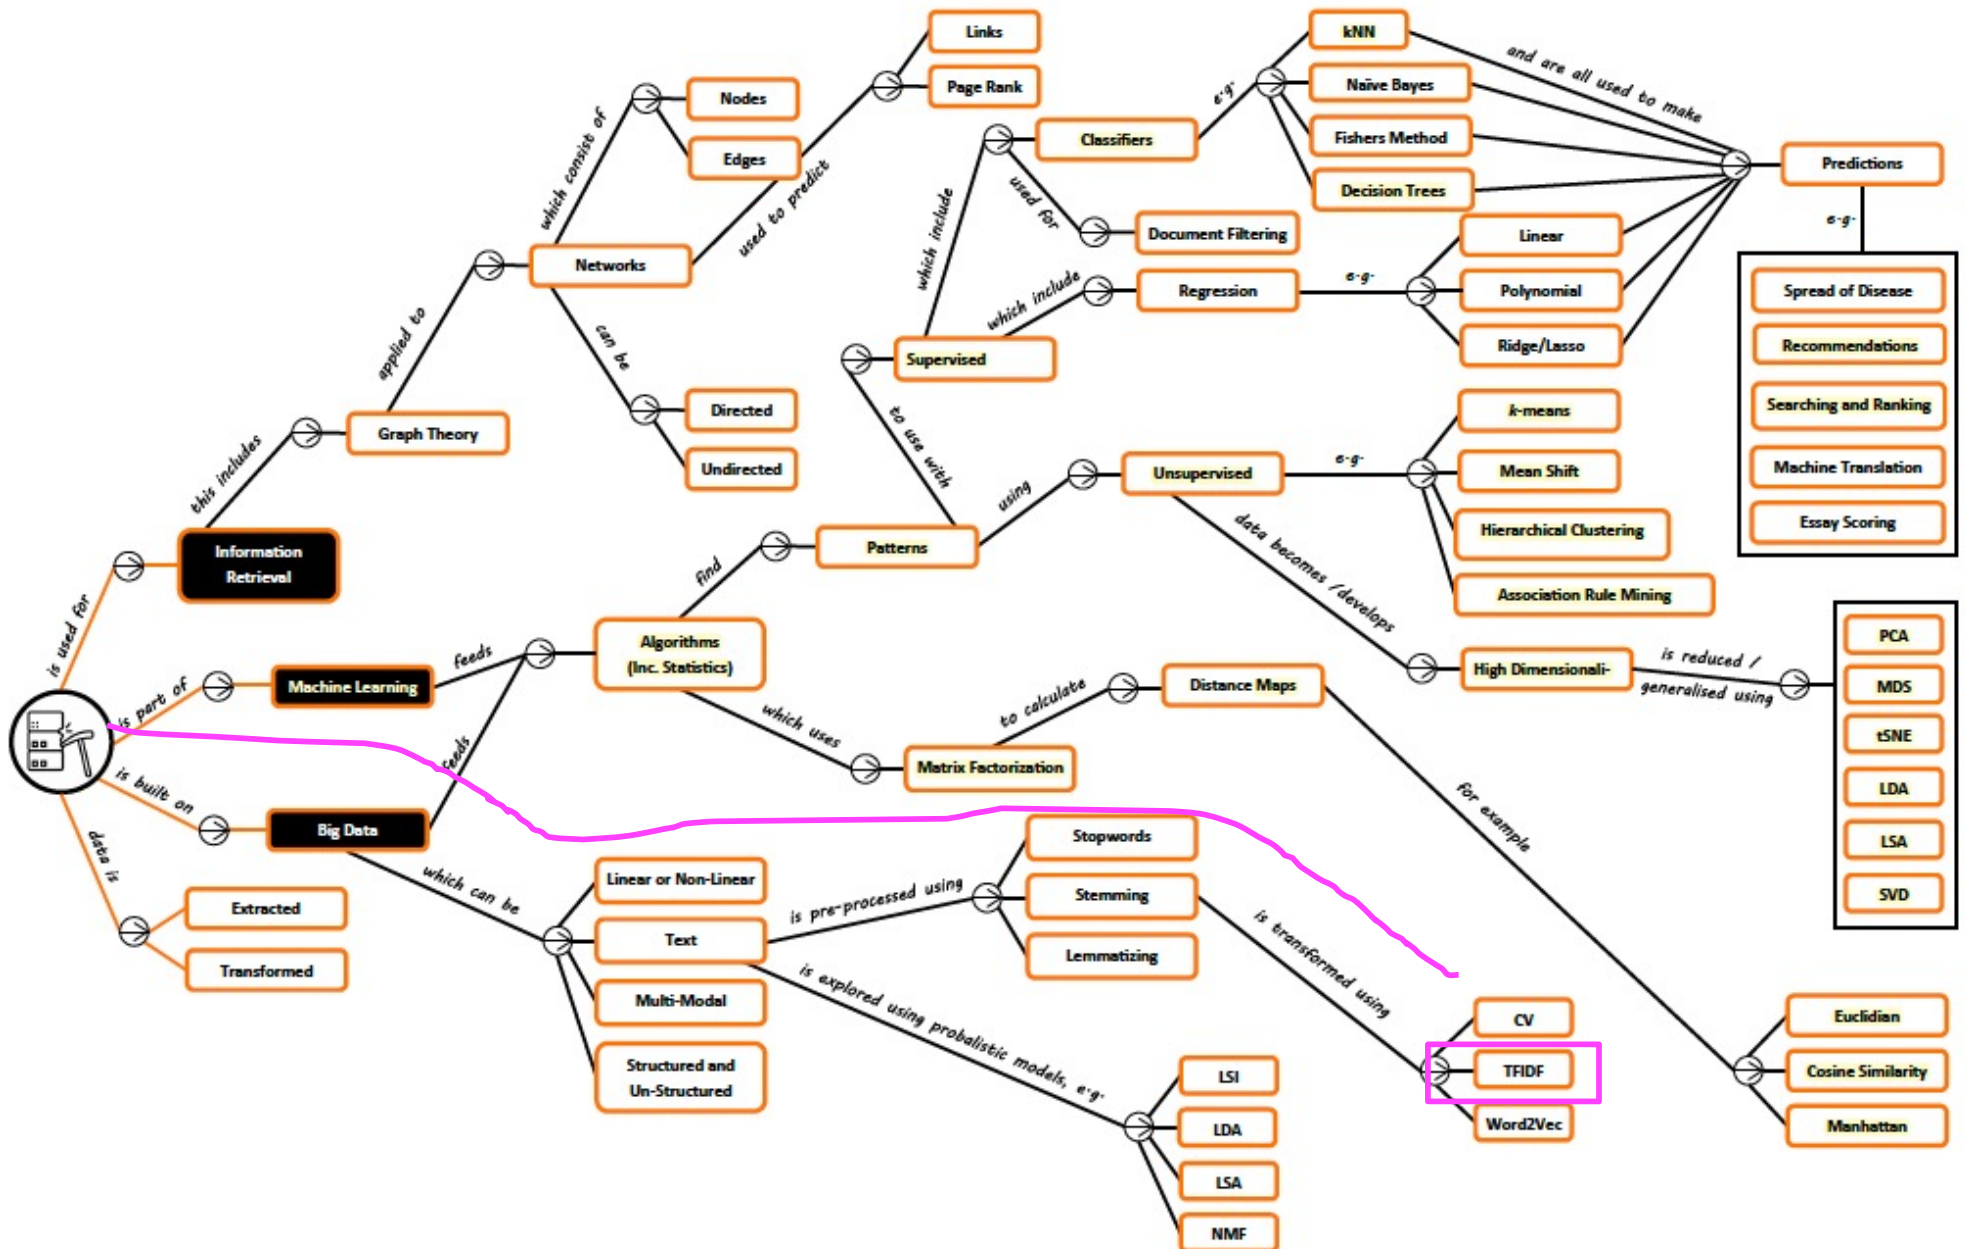 is used for
Information
Retrieval
this includes
Graph Theory
applied to
Networks
which consist of
Nodes
Edges
used to predict
Links
Page Rank
can be
Directed
Undirected
is part of
Machine Learning
feeds
is built on
Big Data
feeds
Algorithms
(Inc. Statistics)
find
Patterns
to use with
Supervised
which include
Classifiers
e.g.
kNN
Naïve Bayes
Fishers Method
Decision Trees
and are all used to make
Predictions
e.g.
Spread of Disease
Recommendations
Searching and Ranking
Machine Translation
Essay Scoring
used for
Document Filtering
which include
Regression
e.g.
Linear
Polynomial
Ridge/Lasso
using
Unsupervised
e.g.
k-means
Mean Shift
Hierarchical Clustering
Association Rule Mining
data becomes /develops
High Dimensionali-
is reduced /
generalised using
PCA
MDS
tSNE
LDA
LSA
SVD
which uses
Matrix Factorization
to calculate
Distance Maps
for example
Euclidian
Cosine Similarity
Manhattan
which can be
Linear or Non-Linear
Text
Multi-Modal
Structured and
Un-Structured
is pre-processed using
Stopwords
Stemming
Lemmatizing
is transformed using
CV
TFIDF
Word2Vec
is explored using probalistic models, e.g.
LSI
LDA
LSA
NMF
data is
Extracted
Transformed